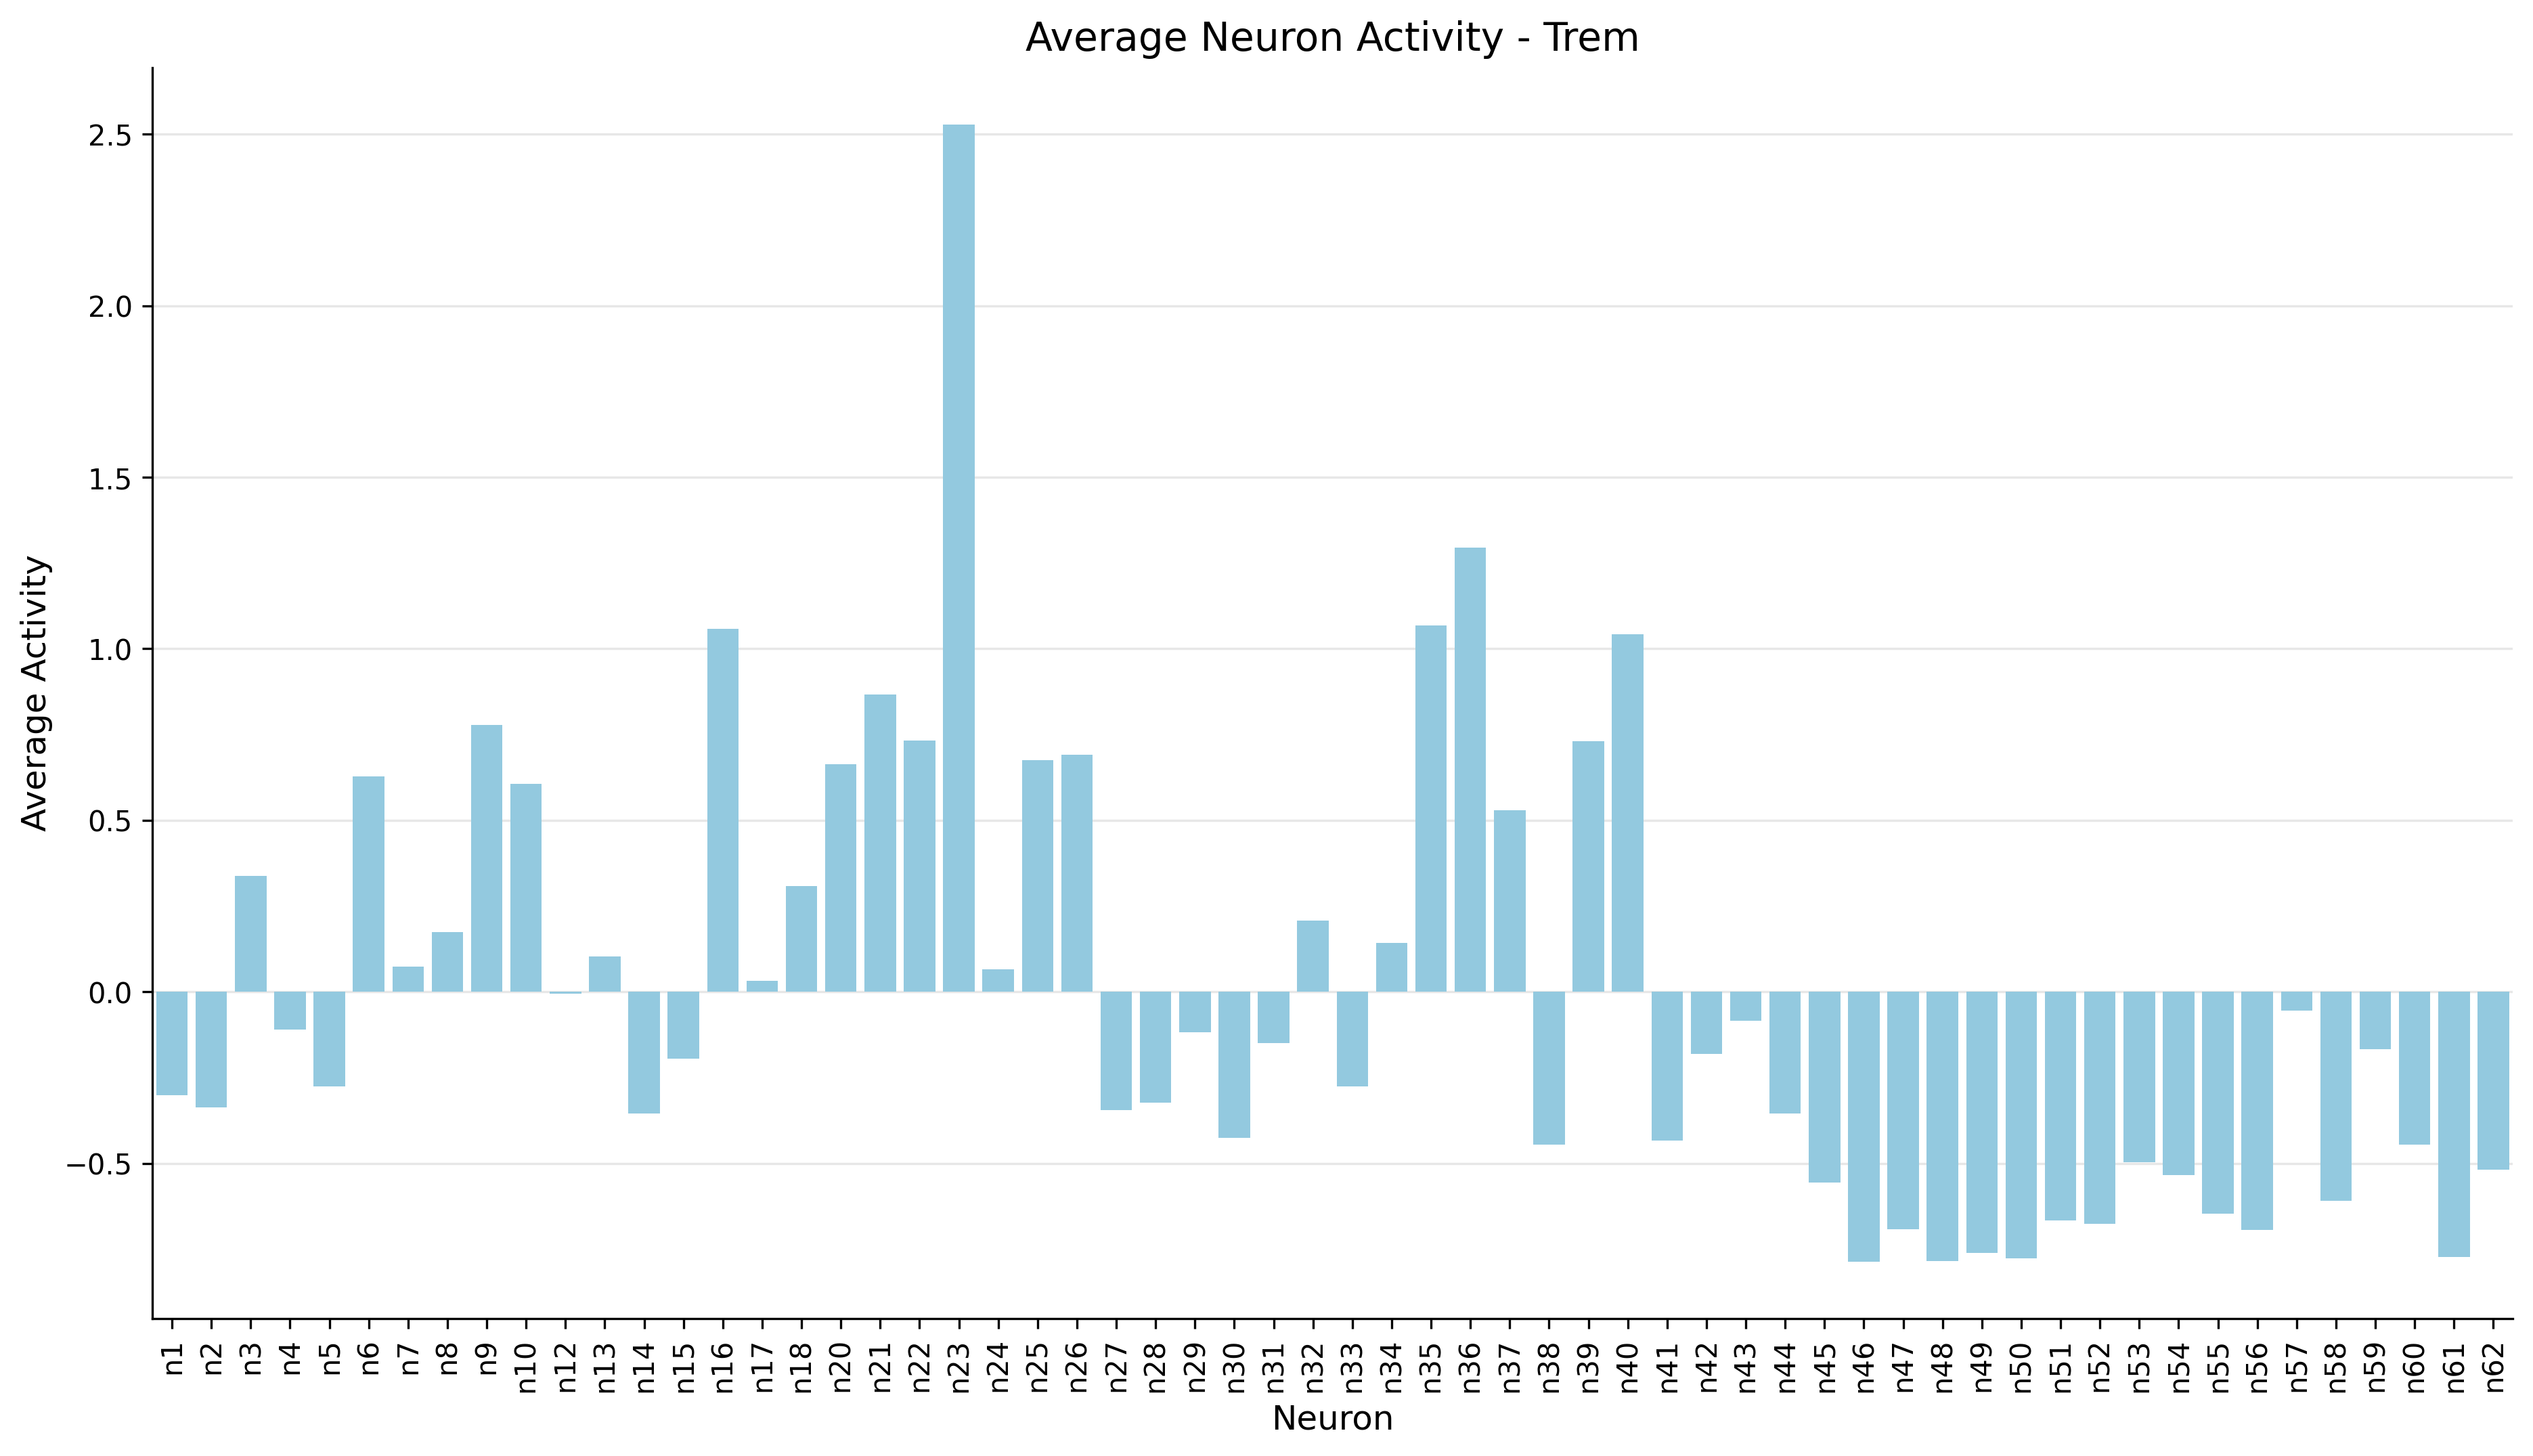 Average Neuron Activity - Trem
2.5
2.0
1.5
1.0
0.5
0.0
−0.5
Average Activity
n1 n2 n3 n4 n5 n6 n7 n8 n9 n10 n12 n13 n14 n15 n16 n17 n18 n20 n21 n22 n23 n24 n25 n26 n27 n28 n29 n30 n31 n32 n33 n34 n35 n36 n37 n38 n39 n40 n41 n42 n43 n44 n45 n46 n47 n48 n49 n50 n51 n52 n53 n54 n55 n56 n57 n58 n59 n60 n61 n62
Neuron